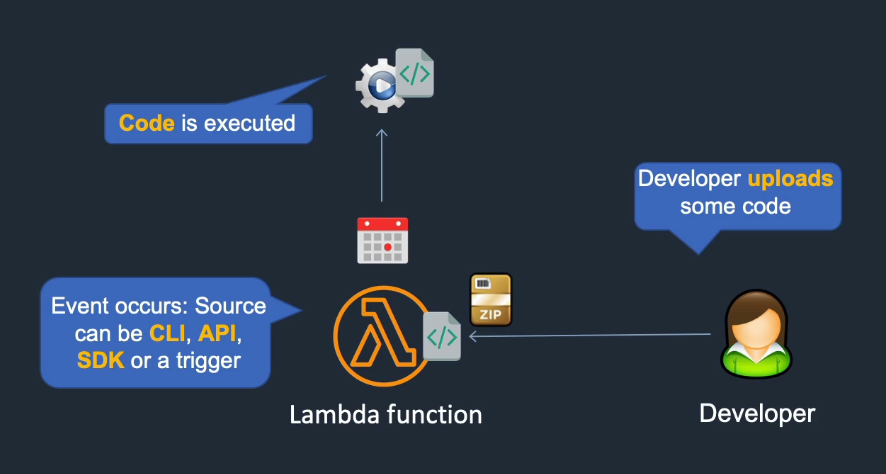 Code is executed
Developer uploads
some code
Event occurs: Source
can be CLI, API,
SDK or a trigger
ZIP
Lambda function
Developer